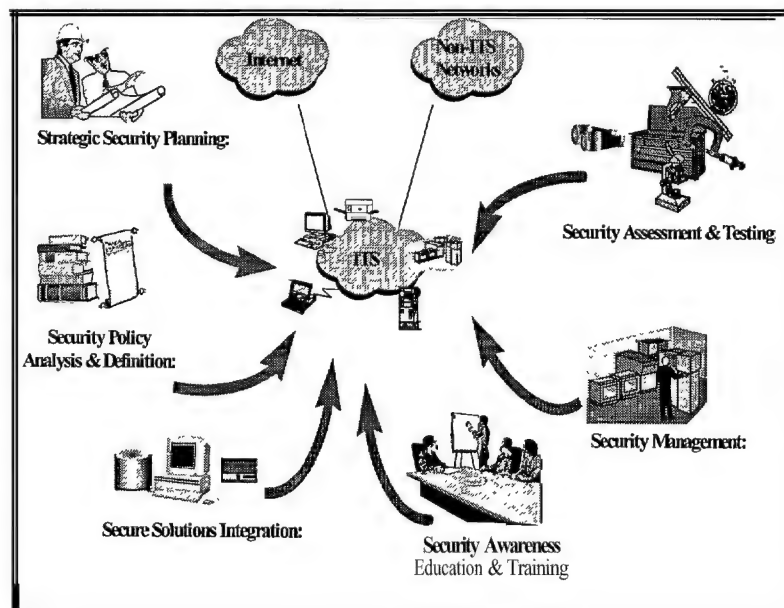 Internet
Non-ITS
Networks
Strategic Security Planning:
ITS
Security Assessment & Testing
Security Policy
Analysis & Definition:
Security Management:
Secure Solutions Integration:
Security Awareness
Education & Training